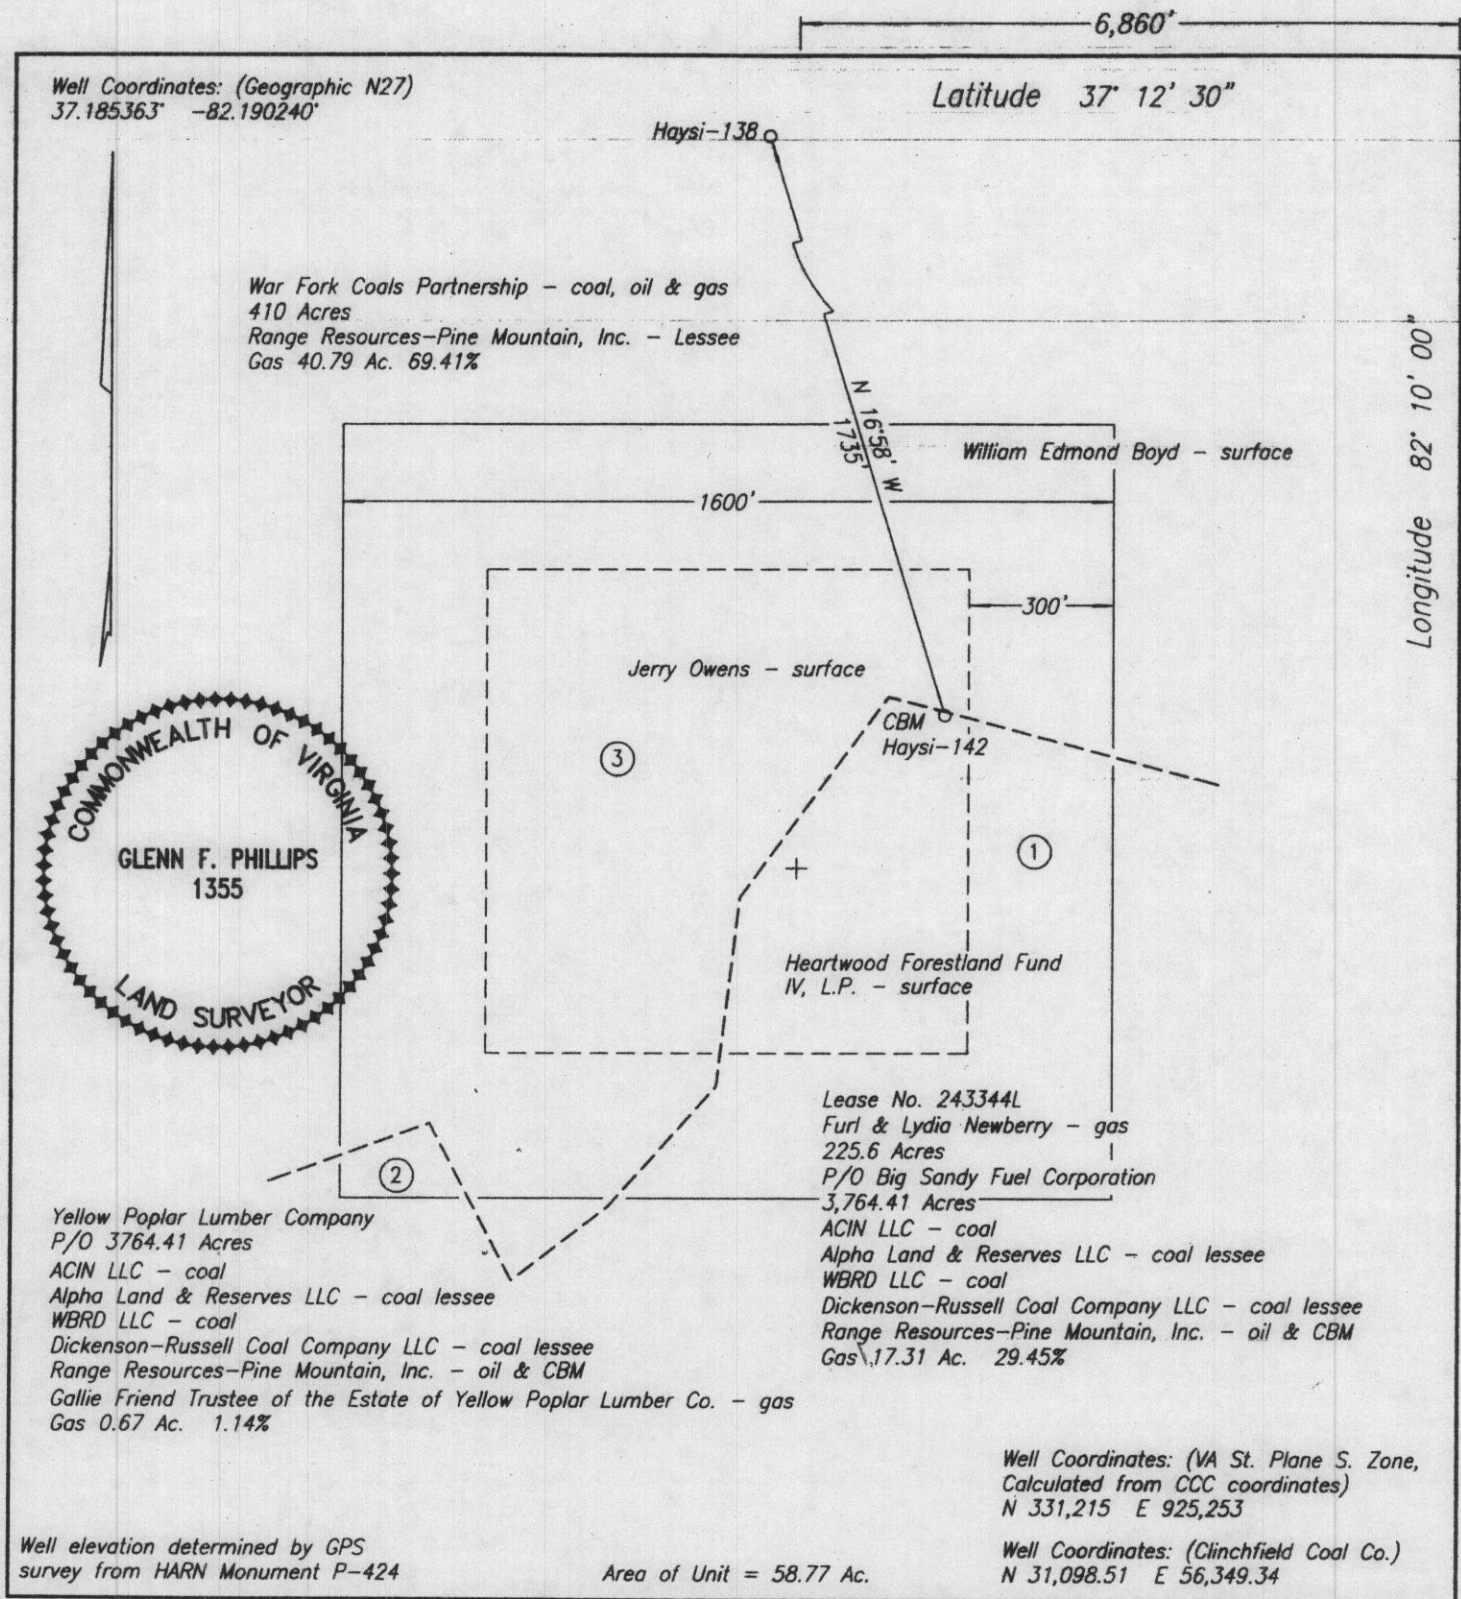 6,860'
Well Coordinates: (Geographic N27)
37.185363° -82.190240°
Latitude 37° 12' 30"
Haysi-138
War Fork Coals Partnership - coal, oil & gas
410 Acres
Range Resources-Pine Mountain, Inc. - Lessee
Gas 40.79 Ac. 69.41%
Longitude 82° 10' 00"
N 16°58' W
1735'
William Edmond Boyd - surface
1600'
300'
Jerry Owens - surface
CBM
Haysi-142
3
1
COMMONWEALTH OF VIRGINIA
GLENN F. PHILLIPS
1355
LAND SURVEYOR
Heartwood Forestland Fund
IV, L.P. - surface
2
Lease No. 243344L
Furl & Lydia Newberry - gas
225.6 Acres
P/O Big Sandy Fuel Corporation
3,764.41 Acres
ACIN LLC - coal
Alpha Land & Reserves LLC - coal lessee
WBRD LLC - coal
Dickenson-Russell Coal Company LLC - coal lessee
Range Resources-Pine Mountain, Inc. - oil & CBM
Gas 17.31 Ac. 29.45%
Yellow Poplar Lumber Company
P/O 3764.41 Acres
ACIN LLC - coal
Alpha Land & Reserves LLC - coal lessee
WBRD LLC - coal
Dickenson-Russell Coal Company LLC - coal lessee
Range Resources-Pine Mountain, Inc. - oil & CBM
Gallie Friend Trustee of the Estate of Yellow Poplar Lumber Co. - gas
Gas 0.67 Ac. 1.14%
Well Coordinates: (VA St. Plane S. Zone,
Calculated from CCC coordinates)
N 331,215 E 925,253
Well Coordinates: (Clinchfield Coal Co.)
N 31,098.51 E 56,349.34
Well elevation determined by GPS
survey from HARN Monument P-424
Area of Unit = 58.77 Ac.